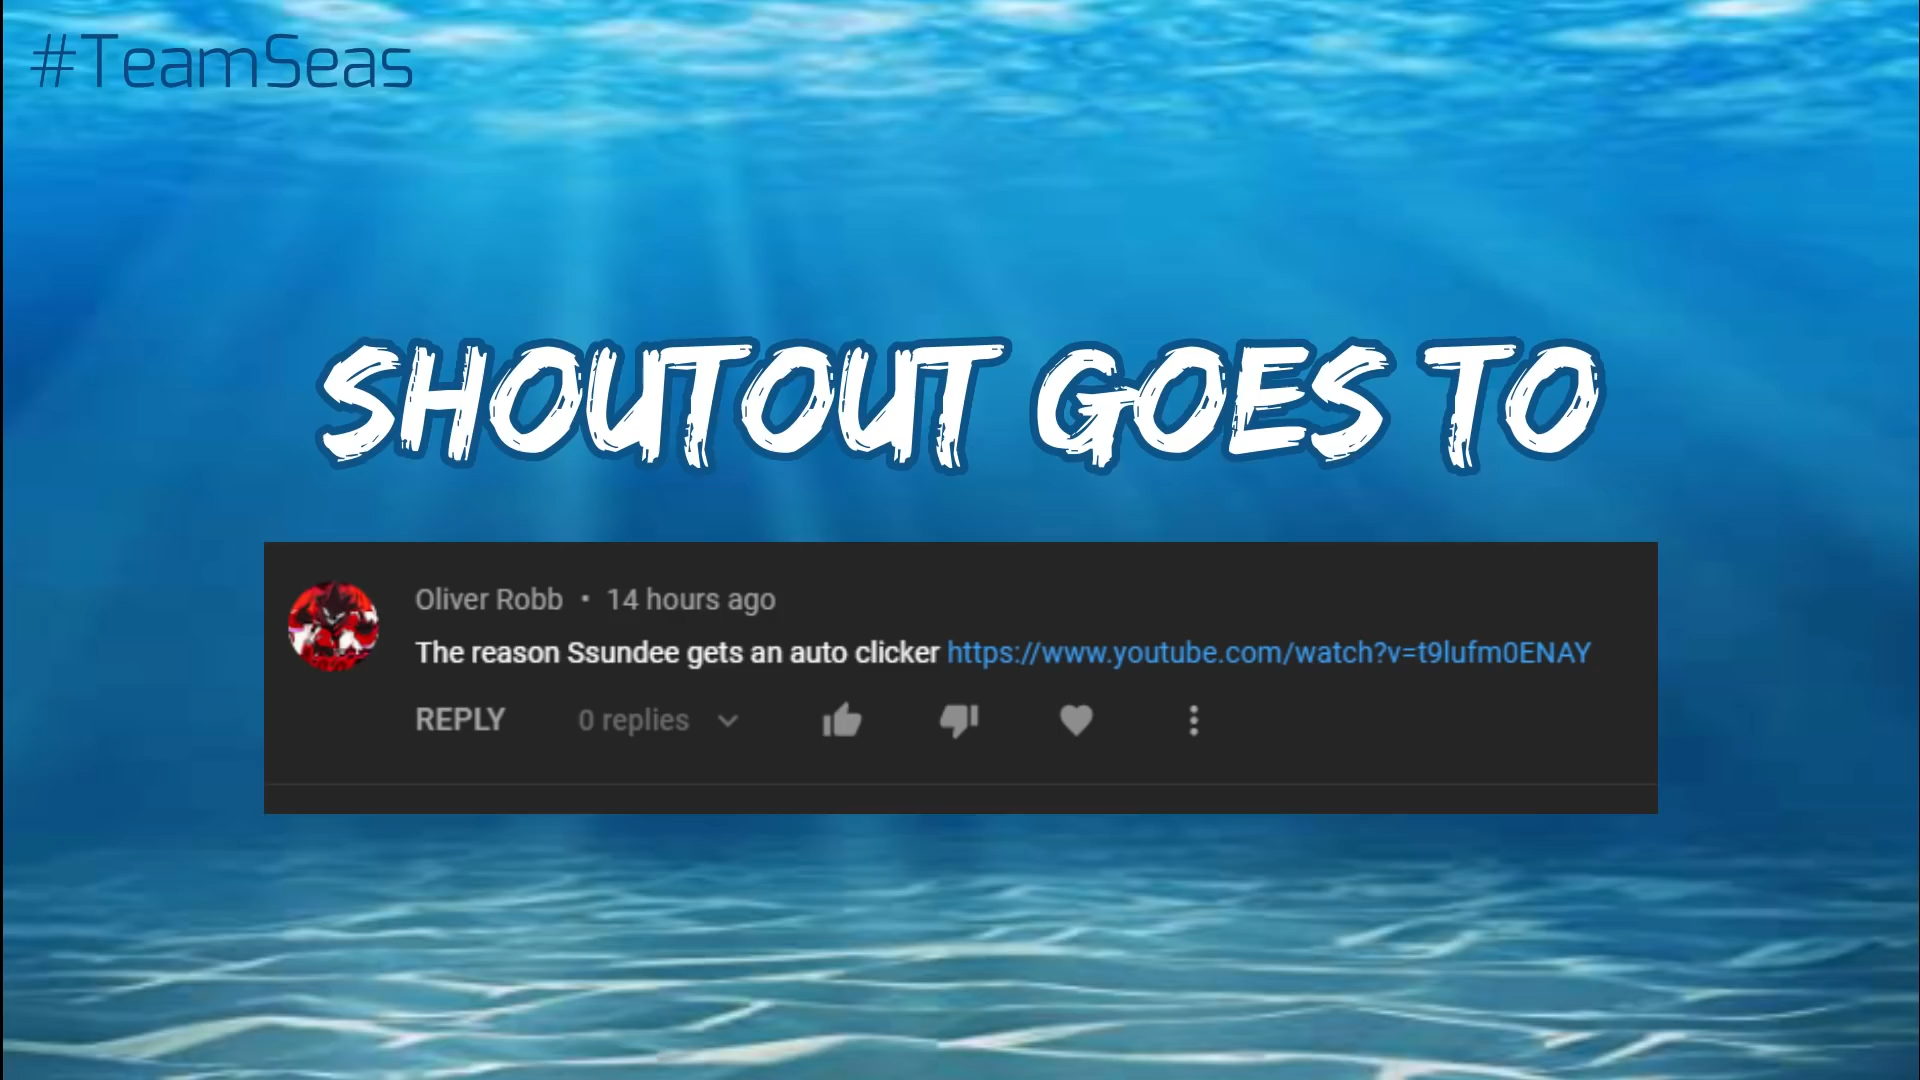 #TeamSeas
SHOUTOUT GOES TO
Oliver Robb • 14 hours ago
The reason Ssundee gets an auto clicker https://www.youtube.com/watch?v=t9lufm0ENAY
REPLY 0 replies